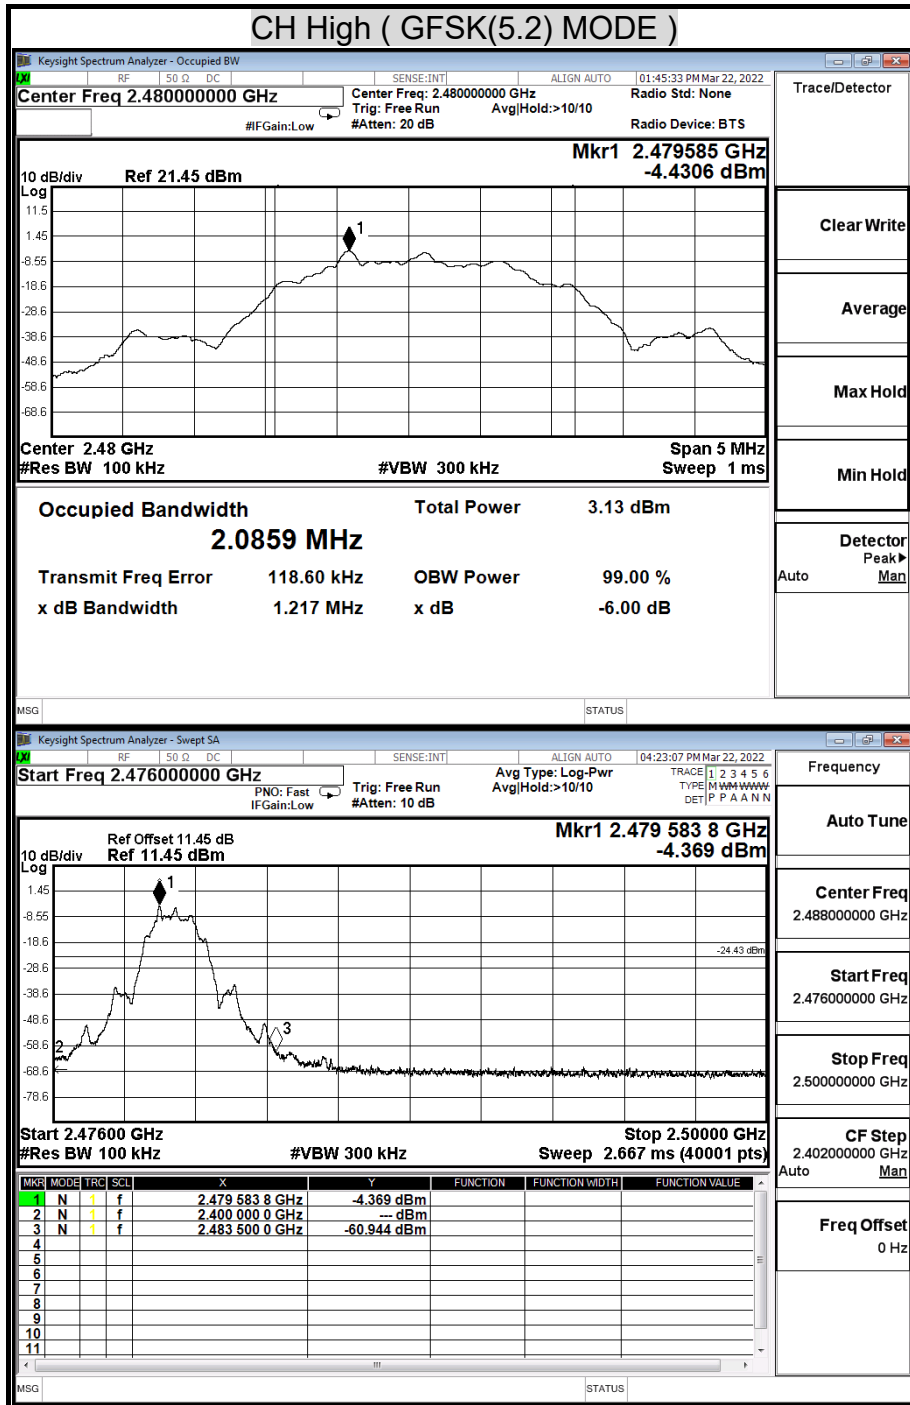 CH High ( GFSK(5.2) MODE )
Keysight Spectrum Analyzer - Occupied BW
LXI RF 50 Ω DC SENSE:INT ALIGN AUTO 01:45:33 PM Mar 22, 2022
Center Freq 2.480000000 GHz
Center Freq: 2.480000000 GHz Radio Std: None
Trig: Free Run Avg|Hold:>10/10
#IFGain:Low #Atten: 20 dB Radio Device: BTS
Mkr1 2.479585 GHz
-4.4306 dBm
10 dB/div Ref 21.45 dBm
Log
11.5
1.45
-8.55
-18.6
-28.6
-38.6
-48.6
-58.6
-68.6
1
Center 2.48 GHz Span 5 MHz
#Res BW 100 kHz #VBW 300 kHz Sweep 1 ms
Occupied Bandwidth Total Power 3.13 dBm
2.0859 MHz
Transmit Freq Error 118.60 kHz OBW Power 99.00 %
x dB Bandwidth 1.217 MHz x dB -6.00 dB
MSG STATUS
Trace/Detector
Clear Write
Average
Max Hold
Min Hold
Detector
Peak▶
Auto Man
Keysight Spectrum Analyzer - Swept SA
LXI RF 50 Ω DC SENSE:INT ALIGN AUTO 04:23:07 PM Mar 22, 2022
Start Freq 2.476000000 GHz
PNO: Fast Trig: Free Run Avg Type: Log-Pwr TRACE 1 2 3 4 5 6
IFGain:Low #Atten: 10 dB Avg|Hold:>10/10 TYPE M WM WWWW
DET P P A A N N
Ref Offset 11.45 dB Mkr1 2.479 583 8 GHz
10 dB/div Ref 11.45 dBm -4.369 dBm
Log
1.45
-8.55
-18.6
-28.6
-38.6
-48.6
-58.6
-68.6
-78.6
1
-24.43 dBm
2
3
Start 2.47600 GHz Stop 2.50000 GHz
#Res BW 100 kHz #VBW 300 kHz Sweep 2.667 ms (40001 pts)
MKR MODE TRC SCL X Y FUNCTION FUNCTION WIDTH FUNCTION VALUE
1 N 1 f 2.479 583 8 GHz -4.369 dBm
2 N 1 f 2.400 000 0 GHz --- dBm
3 N 1 f 2.483 500 0 GHz -60.944 dBm
4
5
6
7
8
9
10
11
MSG STATUS
Frequency
Auto Tune
Center Freq
2.488000000 GHz
Start Freq
2.476000000 GHz
Stop Freq
2.500000000 GHz
CF Step
2.402000000 GHz
Auto Man
Freq Offset
0 Hz